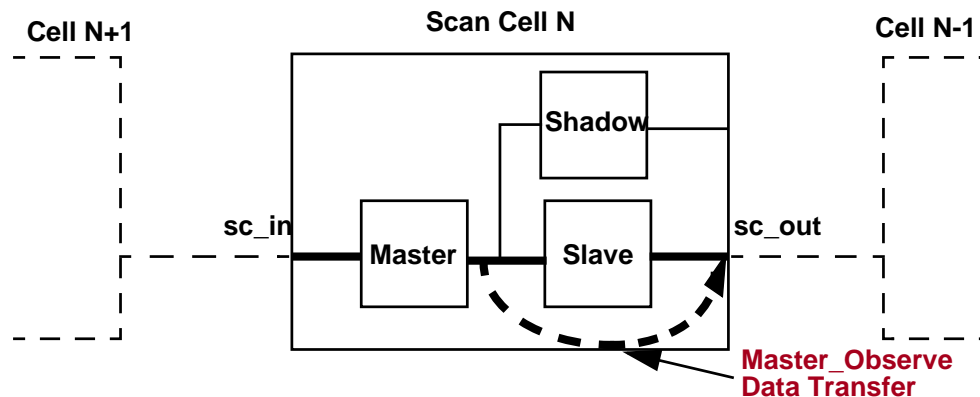 Cell N+1
Scan Cell N
Cell N-1
Shadow
sc_in
sc_out
Master
Slave
Master_Observe
Data Transfer